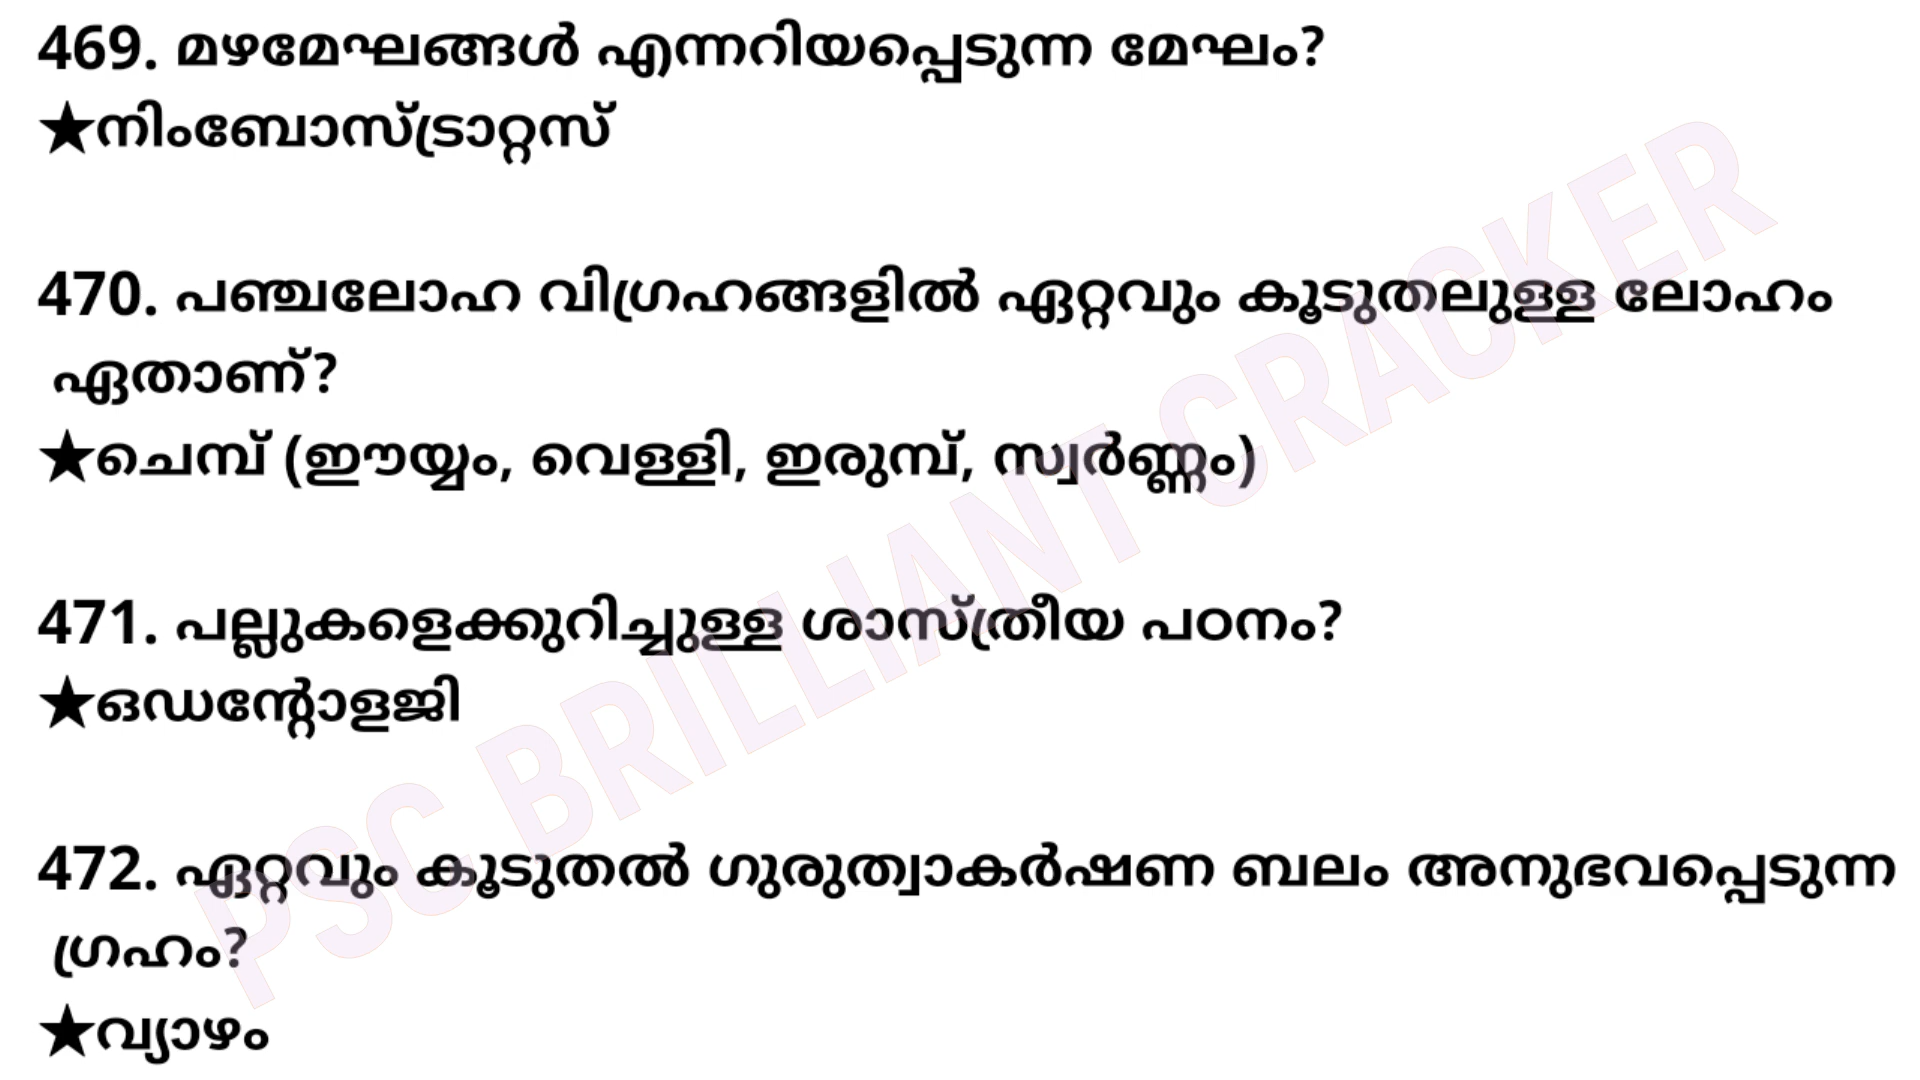 469. മഴമേഘങ്ങൾ എന്നറിയപ്പെടുന്ന മേഘം?
★നിംബോസ്ട്രാറ്റസ്
470. പഞ്ചലോഹ വിഗ്രഹങ്ങളിൽ ഏറ്റവും കൂടുതലുള്ള ലോഹം
ഏതാണ്?
★ചെമ്പ് (ഈയ്യം, വെള്ളി, ഇരുമ്പ്, സ്വർണ്ണം)
471. പല്ലുകളെക്കുറിച്ചുള്ള ശാസ്ത്രീയ പഠനം?
★ഒഡന്റോളജി
472. ഏറ്റവും കൂടുതൽ ഗുരുത്വാകർഷണ ബലം അനുഭവപ്പെടുന്ന
ഗ്രഹം?
★വ്യാഴം
PSC BRILLIANT CRACKER